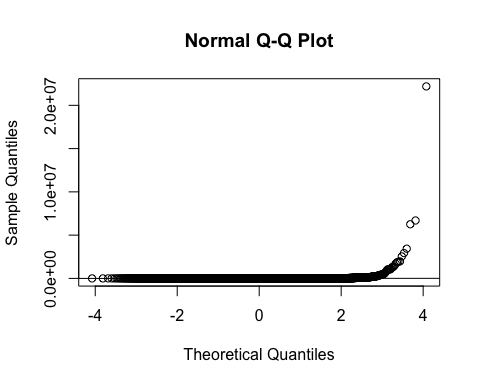 Normal Q-Q Plot
Sample Quantiles
2.0e+07
1.0e+07
0.0e+00
-4 -2 0 2 4
Theoretical Quantiles